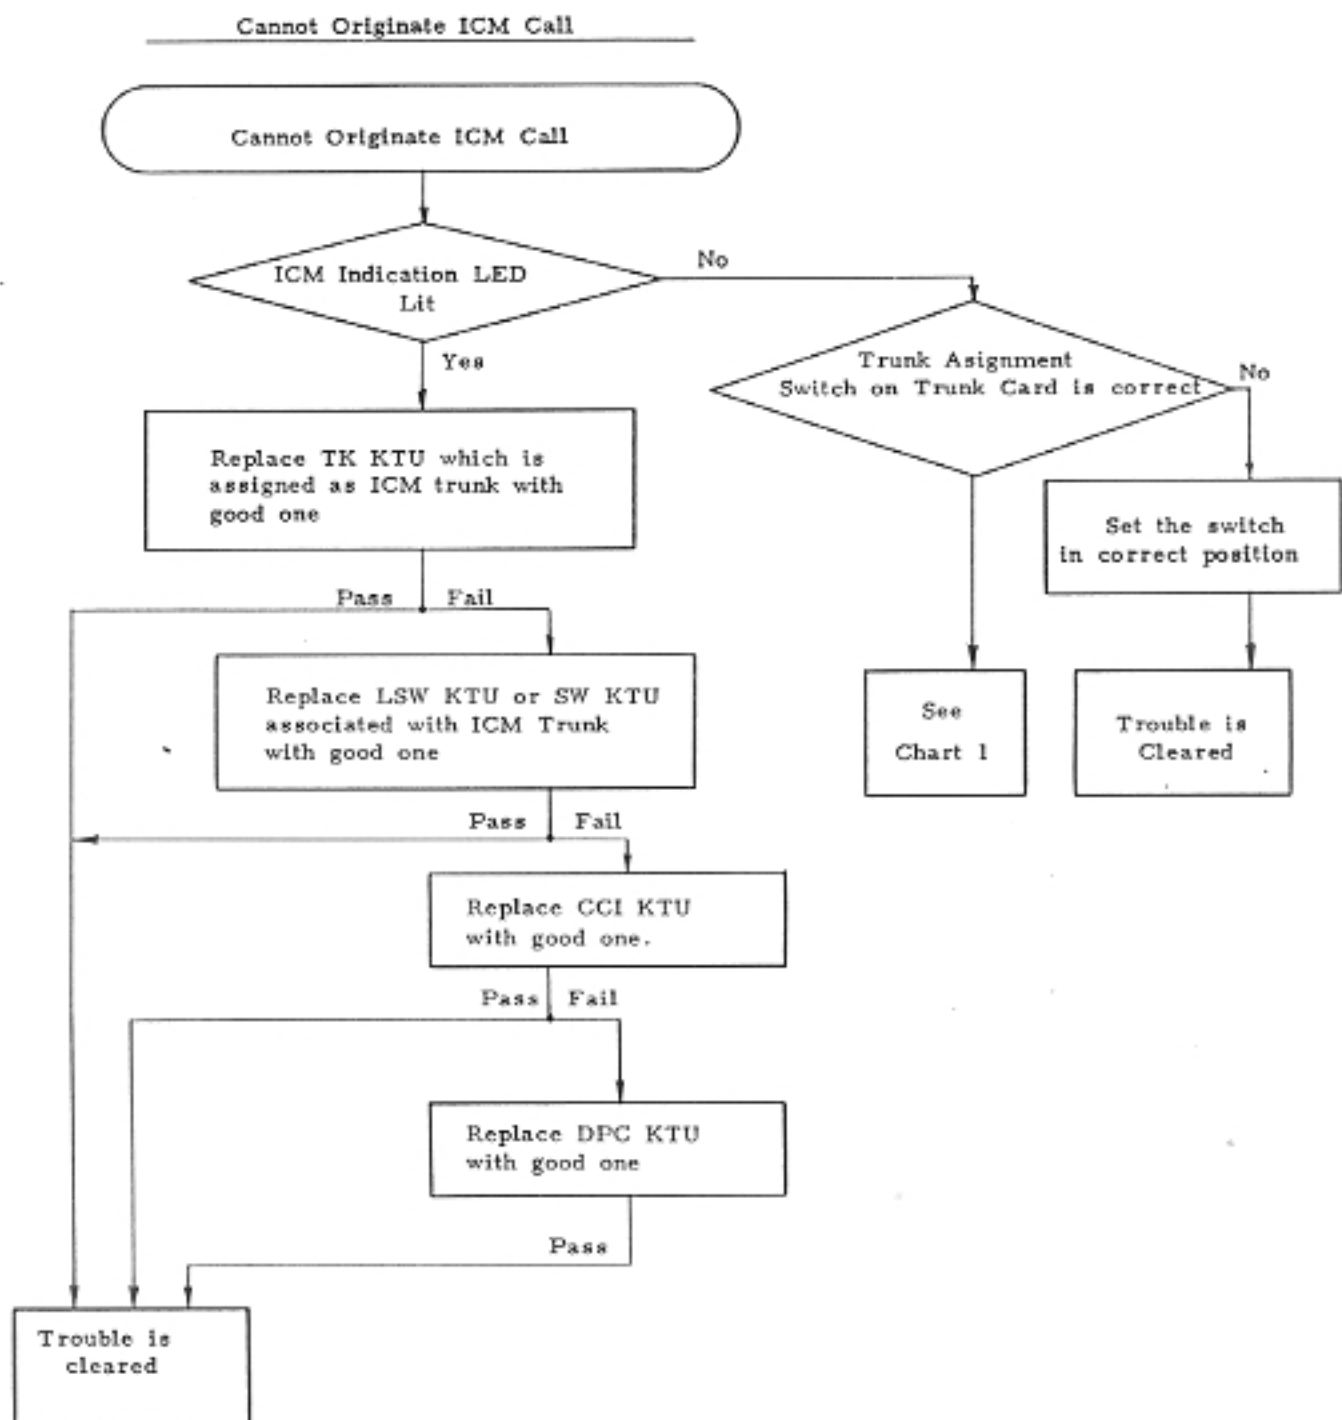 Cannot Originate ICM Call
Cannot Originate ICM Call
ICM Indication LED
Lit
No
Yes
Trunk Asignment
Switch on Trunk Card is correct
No
Replace TK KTU which is
assigned as ICM trunk with
good one
Set the switch
in correct position
Pass Fail
Replace LSW KTU or SW KTU
associated with ICM Trunk
with good one
See
Chart 1
Trouble is
Cleared
Pass Fail
Replace CCI KTU
with good one.
Pass Fail
Replace DPC KTU
with good one
Pass
Trouble is
cleared